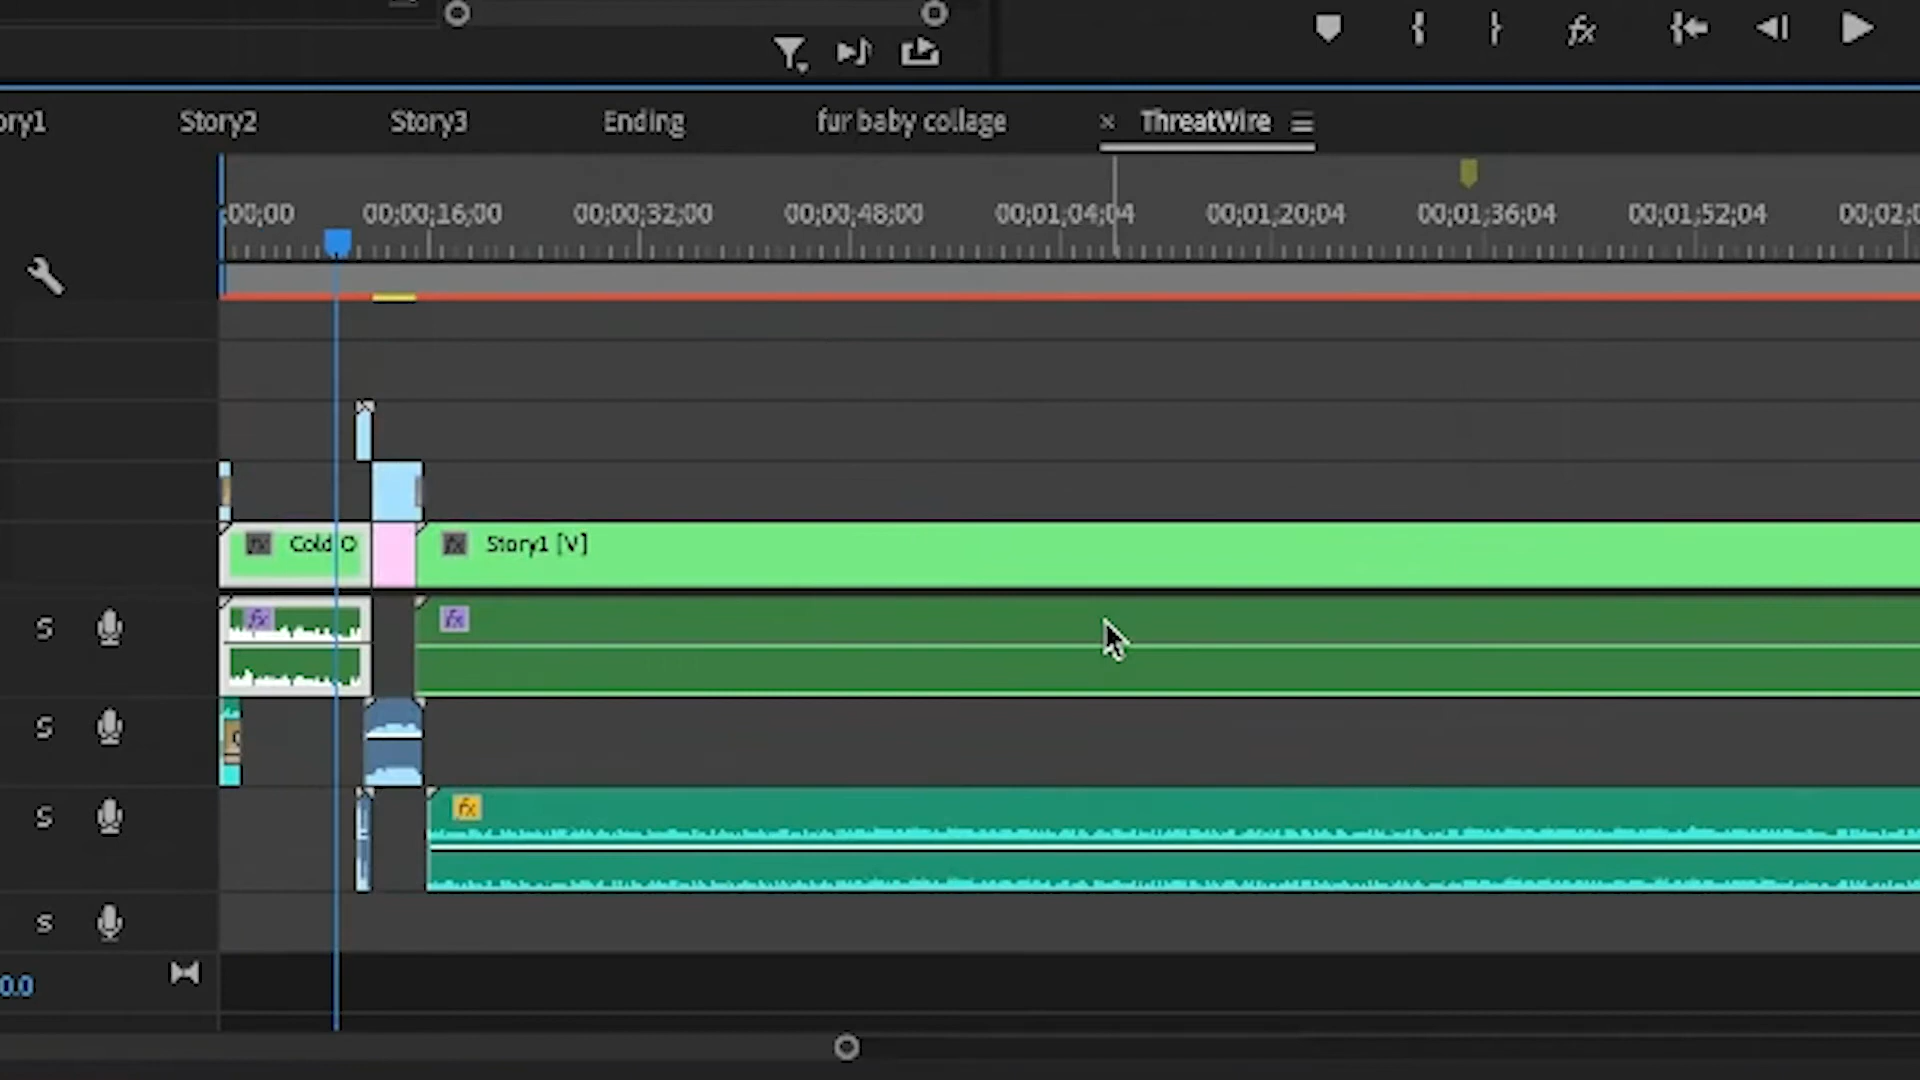 ory1 Story2 Story3 Ending fur baby collage × ThreatWire
;00;00 00;00;16;00 00;00;32;00 00;00;48;00 00;01;04;04 00;01;20;04 00;01;36;04 00;01;52;04 00;02;0
fx Cold O fx Story1 [V]
S fx fx
S
S fx
S
0.0